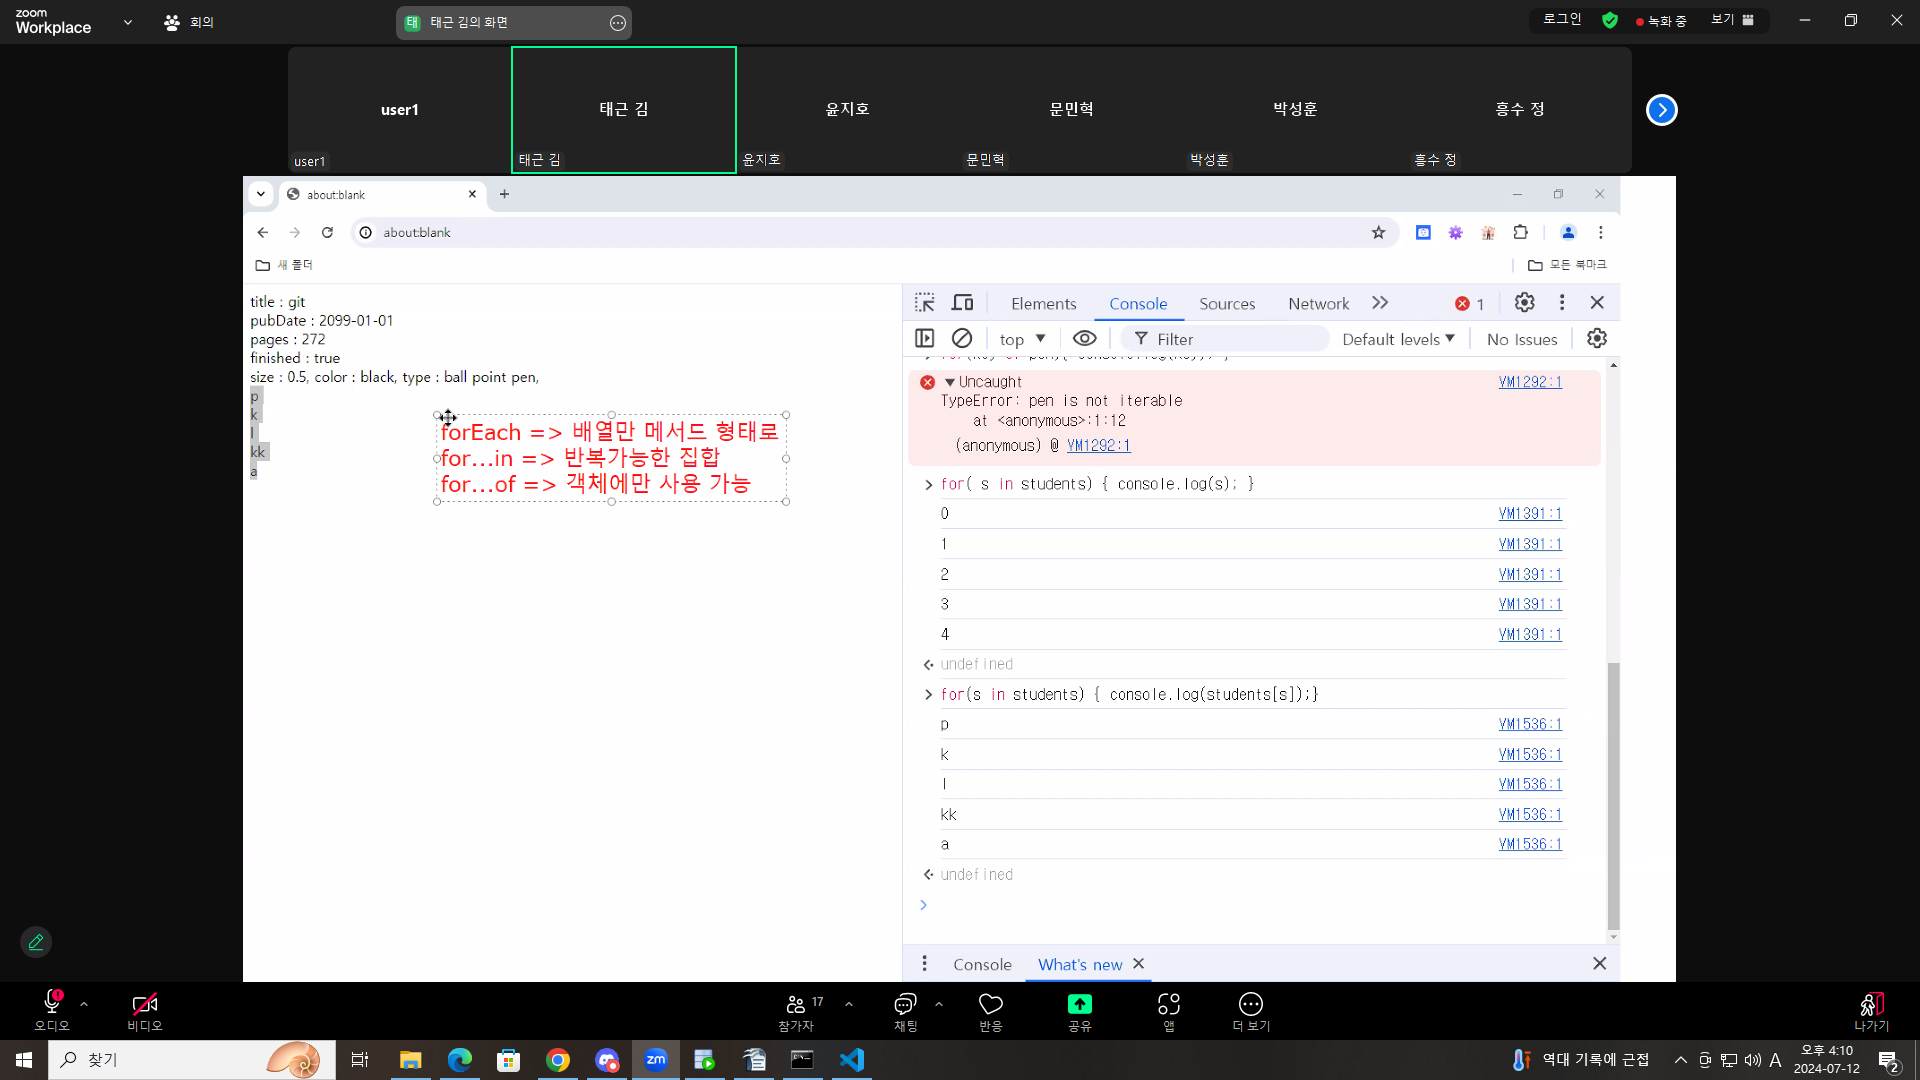 zoom
Workplace
회의
태 태근 김의 화면
로그인
녹화 중
보기
user1
태근 김
윤지호
문민혁
박성훈
흥수 정
user1
태근 김
윤지호
문민혁
박성훈
흥수 정
about:blank
about:blank
새 폴더
모든 북마크
title : git
pubDate : 2099-01-01
pages : 272
finished : true
size : 0.5, color : black, type : ball point pen,
p
k
l
kk
a
forEach => 배열만 메서드 형태로
for...in => 반복가능한 집합
for...of => 객체에만 사용 가능
Elements Console Sources Network 1
top Filter Default levels No Issues
Uncaught VM1292:1
TypeError: pen is not iterable
at <anonymous>:1:12
(anonymous) @ VM1292:1
for( s in students) { console.log(s); }
0 VM1391:1
1 VM1391:1
2 VM1391:1
3 VM1391:1
4 VM1391:1
undefined
for(s in students) { console.log(students[s]);}
p VM1536:1
k VM1536:1
l VM1536:1
kk VM1536:1
a VM1536:1
undefined
Console What's new
17
오디오
비디오
참가자
채팅
반응
공유
앱
더 보기
나가기
찾기
zm
역대 기록에 근접
A
오후 4:10
2024-07-12
2